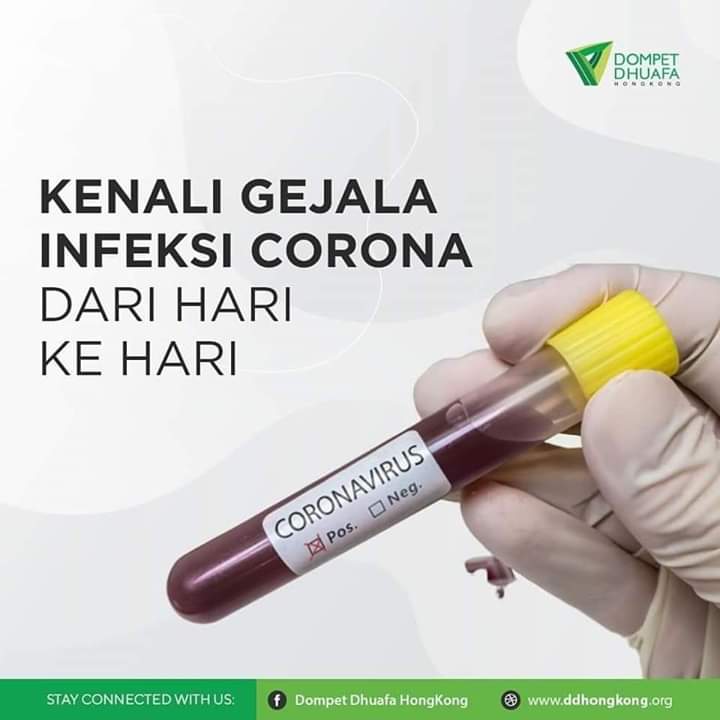 DOMPET
DHUAFA
HONGKONG
KENALI GEJALA
INFEKSI CORONA
DARI HARI
KE HARI
CORONAVIRUS
Pos. Neg.
STAY CONNECTED WITH US: Dompet Dhuafa HongKong www.ddhongkong.org